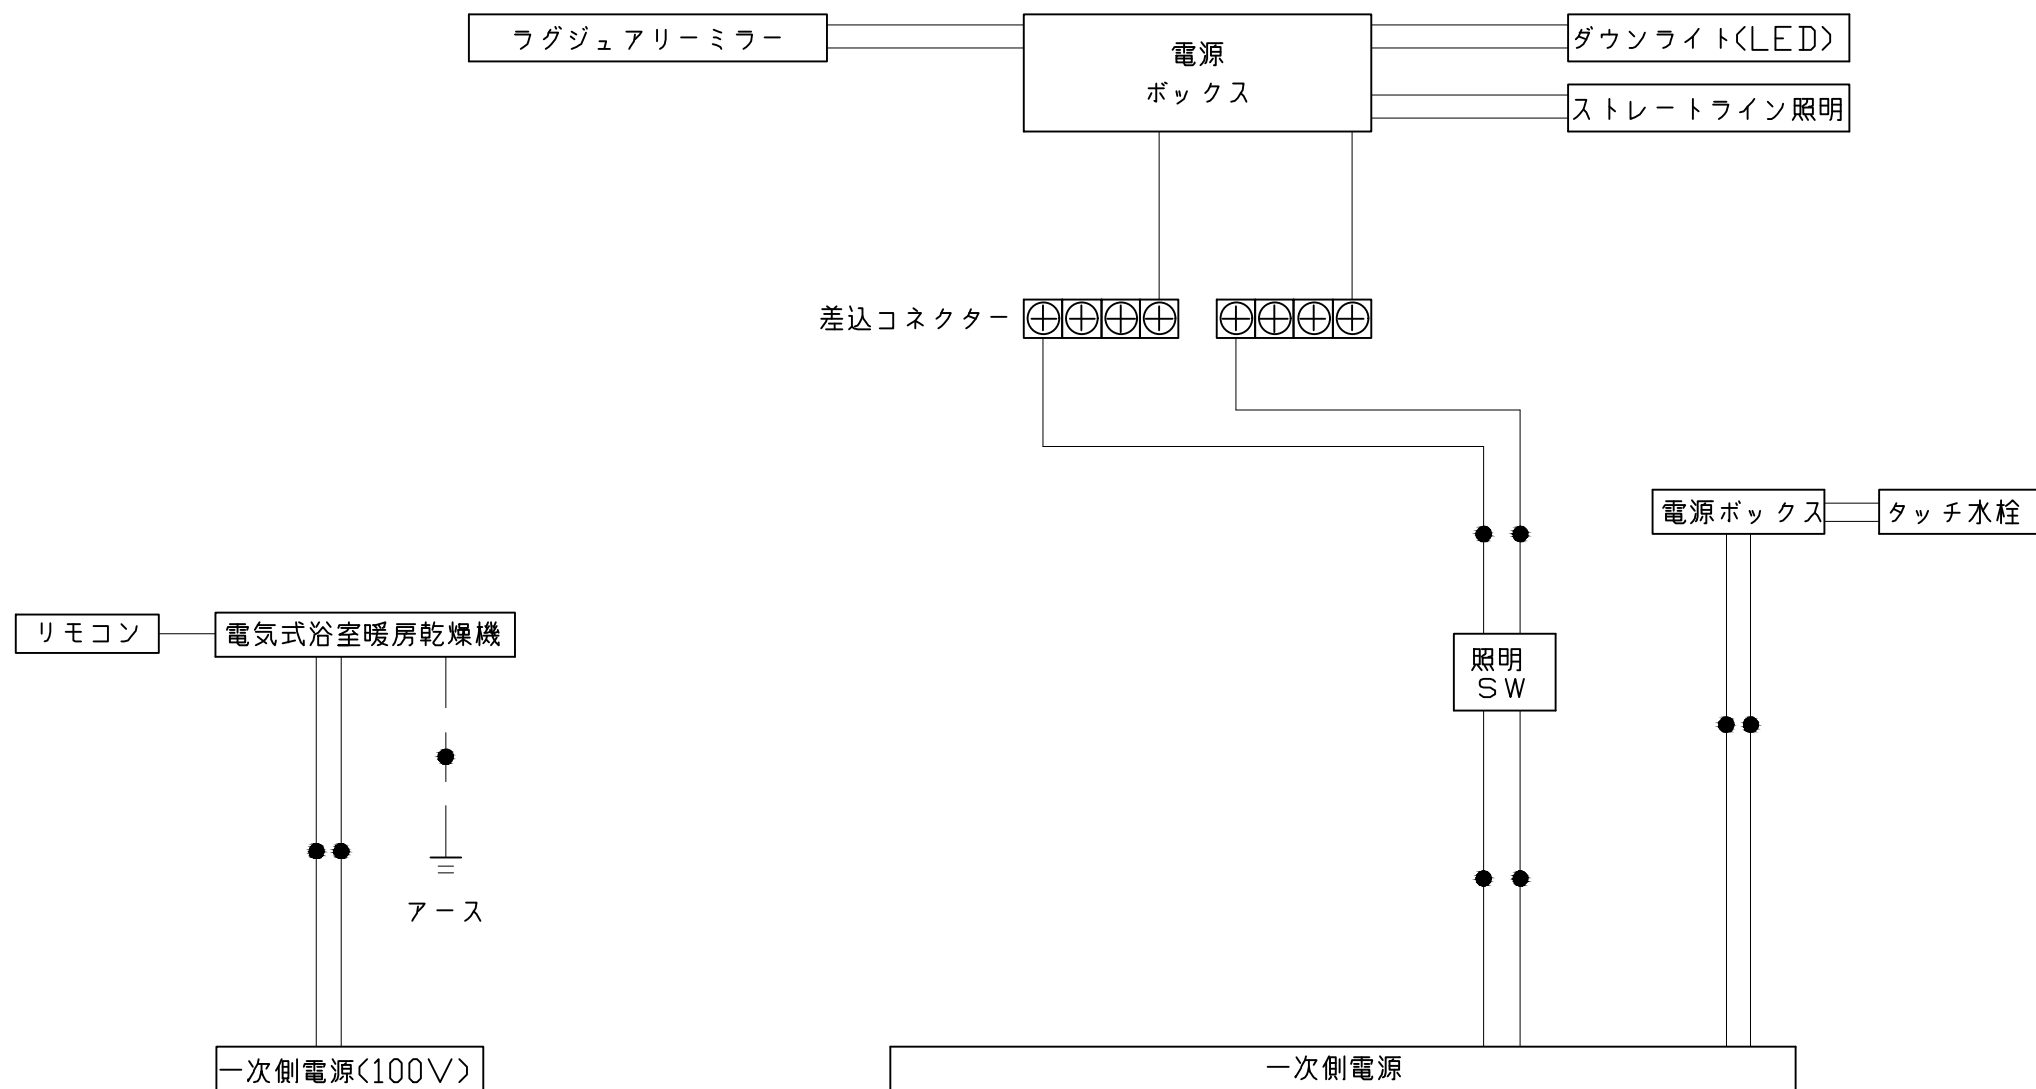 ラグジュアリーミラー
電源
ボックス
ダウンライト(LED)
ストレートライン照明
差込コネクター
電源ボックス
タッチ水栓
リモコン
電気式浴室暖房乾燥機
照明
SW
アース
一次側電源(100V)
一次側電源